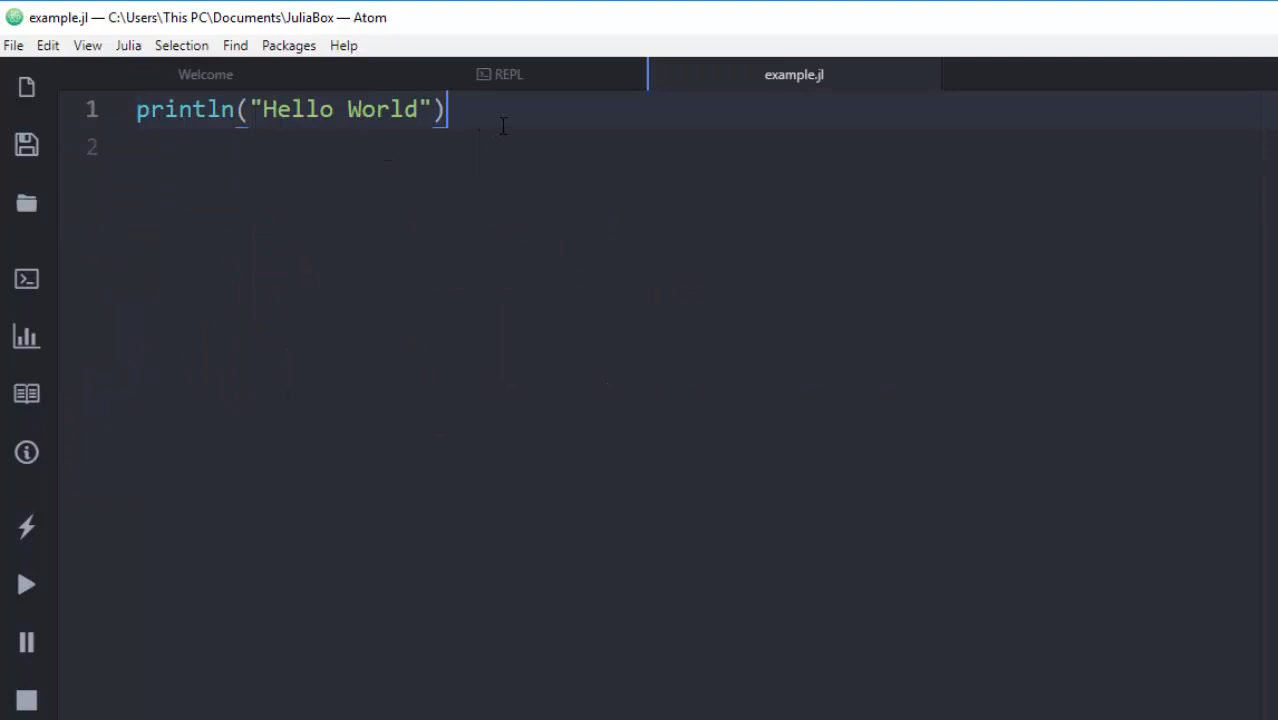 example.jl — C:\Users\This PC\Documents\JuliaBox — Atom
File Edit View Julia Selection Find Packages Help
Welcome REPL example.jl
1 println("Hello World")
2